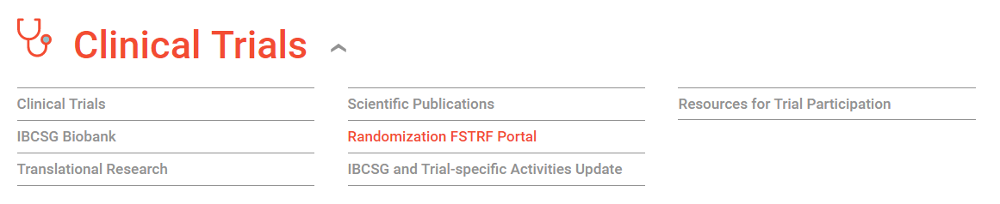 Clinical Trials
Clinical Trials
IBCSG Biobank
Translational Research
Scientific Publications
Randomization FSTRF Portal
IBCSG and Trial-specific Activities Update
Resources for Trial Participation